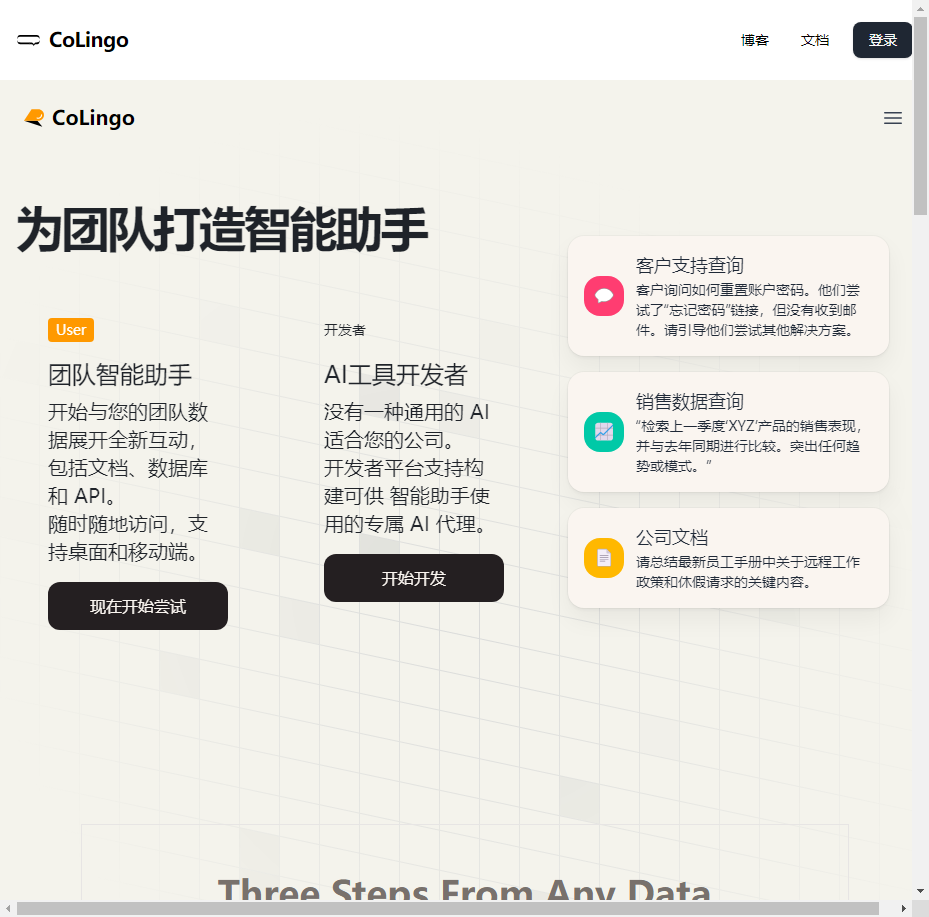 CoLingo
博客
文档
登录
CoLingo
为团队打造智能助手
User
团队智能助手
开始与您的团队数
据展开全新互动，
包括文档、数据库
和 API。
随时随地访问，支
持桌面和移动端。
现在开始尝试
开发者
AI工具开发者
没有一种通用的 AI
适合您的公司。
开发者平台支持构
建可供 智能助手使
用的专属 AI 代理。
开始开发
客户支持查询
客户询问如何重置账户密码。他们尝
试了“忘记密码”链接，但没有收到邮
件。请引导他们尝试其他解决方案。
销售数据查询
“检索上一季度‘XYZ’产品的销售表现，
并与去年同期进行比较。突出任何趋
势或模式。”
公司文档
请总结最新员工手册中关于远程工作
政策和休假请求的关键内容。
Three Steps From Any Data